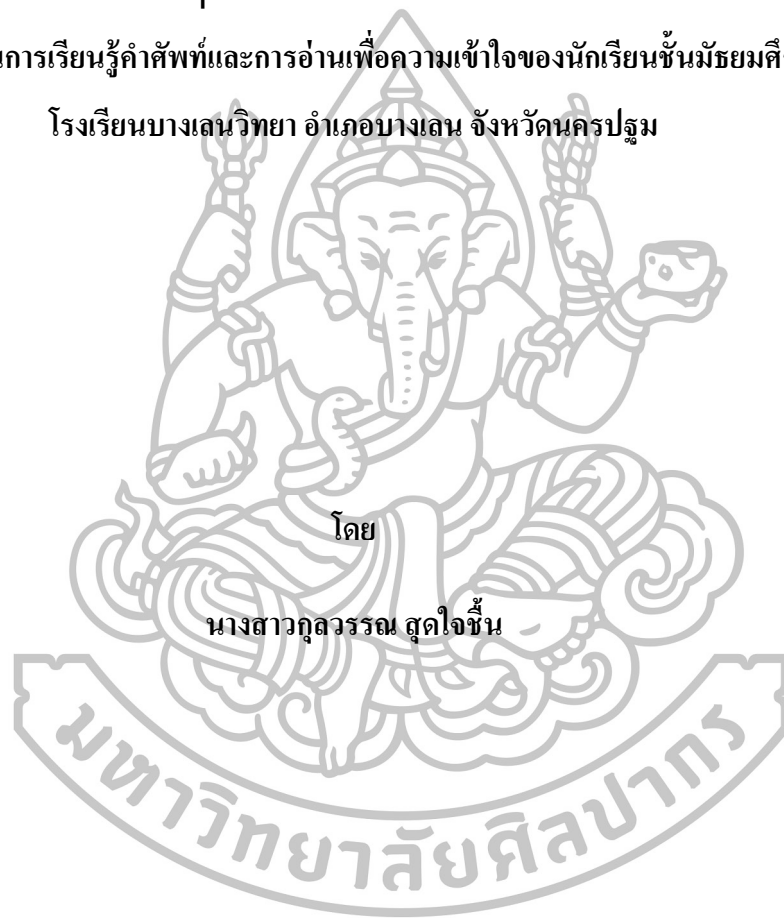 การเรียนรู้คำศัพท์และการอ่านเพื่อความเข้าใจของนักเรียนชั้นมัธยม
โรงเรียนบางเลนวิทยา อำเภอบางเลน จังหวัดนครปฐม
โดย
นางสาวกุลวรรณ สุดใจชื้น
มหาวิทยาลัยศิลปากร